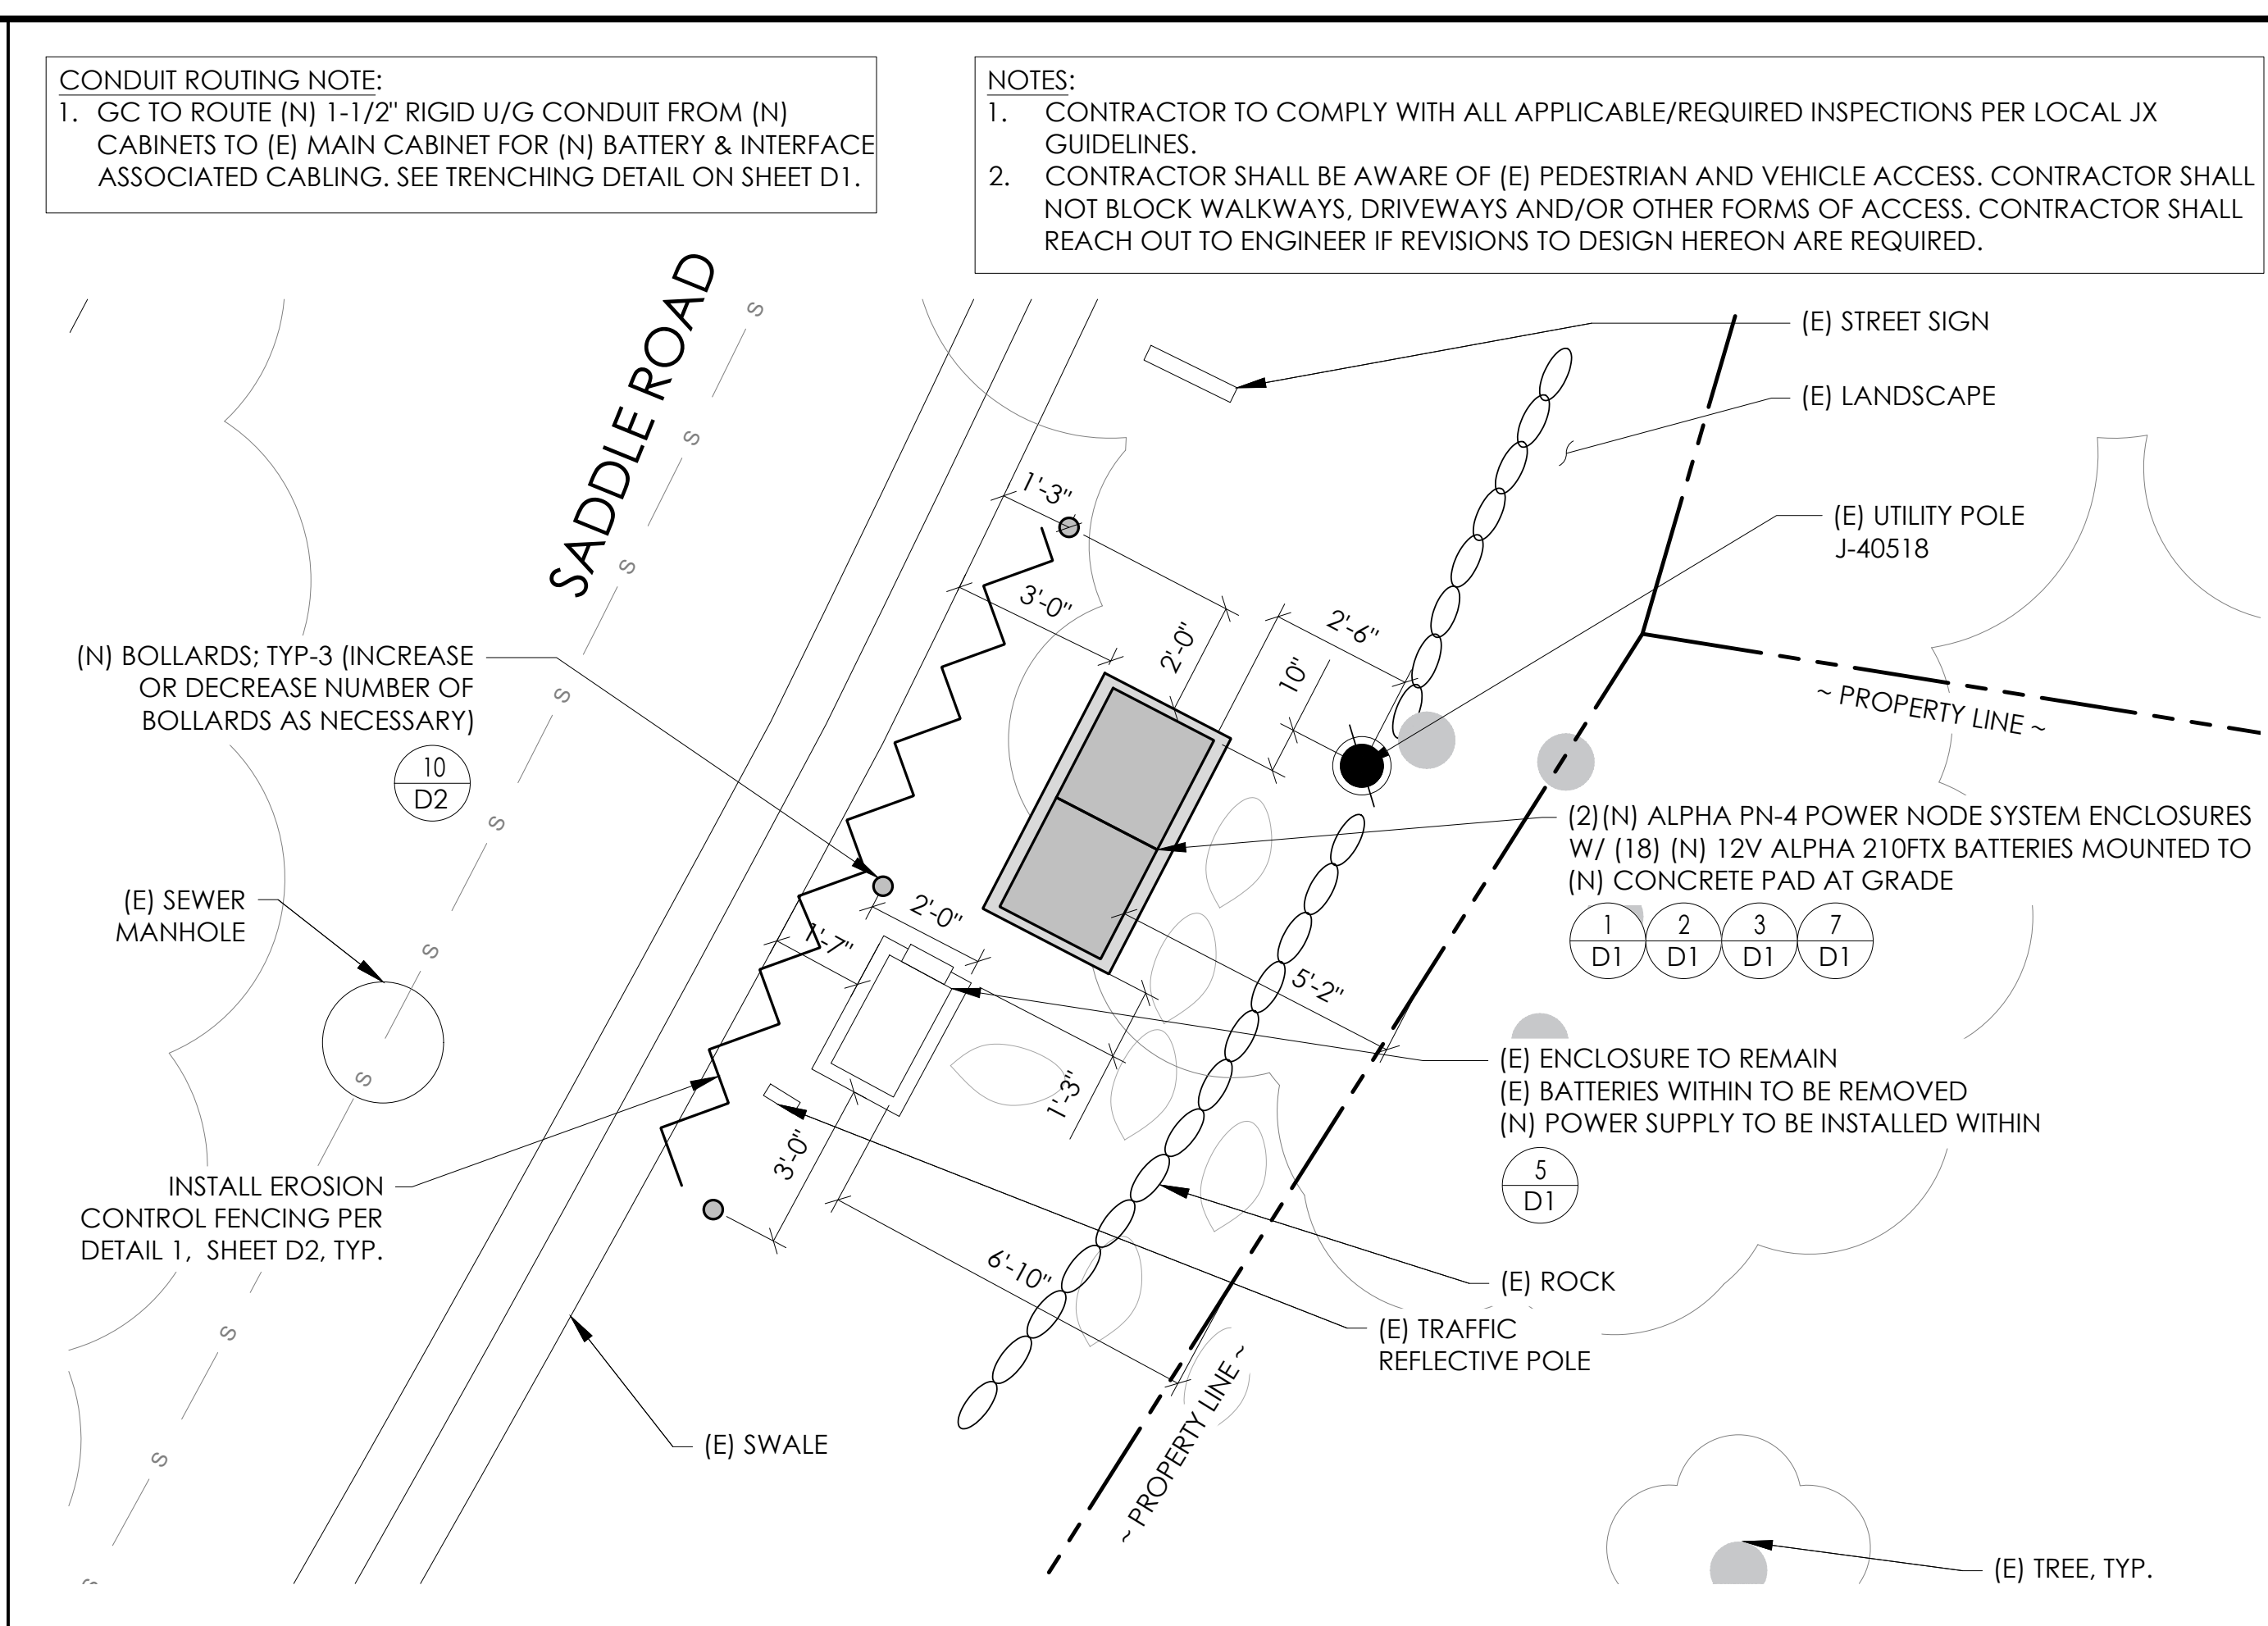 CONDUIT ROUTING NOTE:
1. GC TO ROUTE (N) 1-1/2" RIGID U/G CONDUIT FROM (N)
CABINETS TO (E) MAIN CABINET FOR (N) BATTERY & INTERFACE
ASSOCIATED CABLING. SEE TRENCHING DETAIL ON SHEET D1.
NOTES:
1. CONTRACTOR TO COMPLY WITH ALL APPLICABLE/REQUIRED INSPECTIONS PER LOCAL JX
GUIDELINES.
2. CONTRACTOR SHALL BE AWARE OF (E) PEDESTRIAN AND VEHICLE ACCESS. CONTRACTOR SHALL
NOT BLOCK WALKWAYS, DRIVEWAYS AND/OR OTHER FORMS OF ACCESS. CONTRACTOR SHALL
REACH OUT TO ENGINEER IF REVISIONS TO DESIGN HEREON ARE REQUIRED.
SADDLE ROAD
S
S
S
S
S
S
S
S
S
S
S
(E) STREET SIGN
(E) LANDSCAPE
(E) UTILITY POLE
J-40518
1'-3"
3'-0"
2'-0"
2'-6"
10"
(N) BOLLARDS; TYP-3 (INCREASE
OR DECREASE NUMBER OF
BOLLARDS AS NECESSARY)
10
D2
~ PROPERTY LINE ~
(2)(N) ALPHA PN-4 POWER NODE SYSTEM ENCLOSURES
W/ (18) (N) 12V ALPHA 210FTX BATTERIES MOUNTED TO
(N) CONCRETE PAD AT GRADE
1
D1
2
D1
3
D1
7
D1
(E) SEWER
MANHOLE
2'-0"
1'-7"
5'-2"
1'-3"
3'-0"
6'-10"
(E) ENCLOSURE TO REMAIN
(E) BATTERIES WITHIN TO BE REMOVED
(N) POWER SUPPLY TO BE INSTALLED WITHIN
5
D1
INSTALL EROSION
CONTROL FENCING PER
DETAIL 1, SHEET D2, TYP.
(E) ROCK
(E) TRAFFIC
REFLECTIVE POLE
(E) SWALE
~ PROPERTY LINE ~
(E) TREE, TYP.